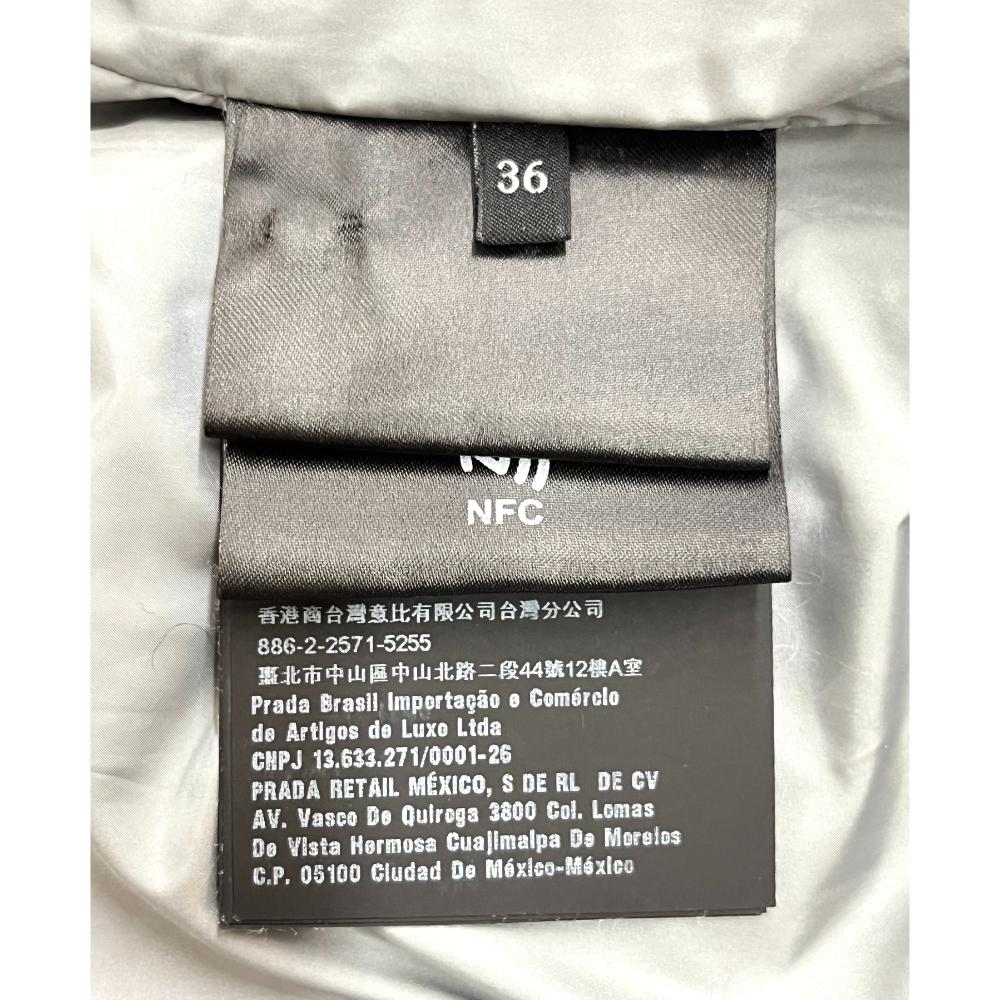 36
NFC
香港商台灣意比有限公司台灣分公司
886-2-2571-5255
臺北市中山區中山北路二段44號12樓A室
Prada Brasil Importação e Comércio
de Artigos de Luxo Ltda
CNPJ 13.633.271/0001-26
PRADA RETAIL MÉXICO, S DE RL DE CV
AV. Vasco De Quiroga 3800 Col. Lomas
De Vista Hermosa Cuajimalpa De Morelos
C.P. 05100 Ciudad De México-México